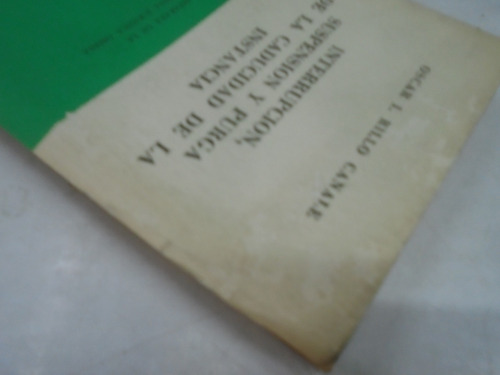 OSCAR J. RILLO CANALE
INTERRUPCION,
SUSPENSION Y PURGA
DE LA CADUCIDAD DE LA
INSTANCIA